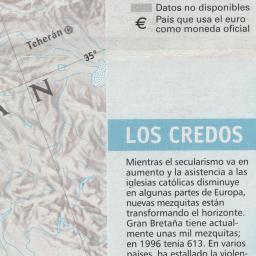 Datos no disponibles
€ País que usa el euro
como moneda oficial
Teherán
35°
A N
LOS CREDOS
Mientras el secularismo va en
aumento y la asistencia a las
iglesias católicas disminuye
en algunas partes de Europa,
nuevas mezquitas están
transformando el horizonte.
Gran Bretaña tiene actual-
mente unas mil mezquitas;
en 1996 tenía 613. En varios
países, ha estallado la violen-